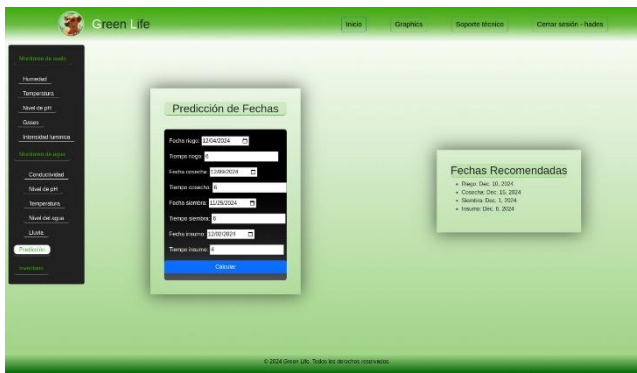 Green Life
Inicio
Graphics
Soporte técnico
Cerrar sesión - hades
Monitoreo de suelo
Humedad
Temperatura
Nivel de pH
Gases
Intensidad luminica
Monitoreo de agua
Conductividad
Nivel de pH
Temperatura
Nivel del agua
Lluvia
Predicción
Inventario
Predicción de Fechas
Fecha riego: 12/04/2024
Tiempo riego: 6
Fecha cosecha: 12/09/2024
Tiempo cosecha: 6
Fecha siembra: 11/25/2024
Tiempo siembra: 6
Fecha insumo: 12/02/2024
Tiempo insumo: 4
Calcular
Fechas Recomendadas
Riego: Dec. 10, 2024
Cosecha: Dec. 15, 2024
Siembra: Dec. 1, 2024
Insumo: Dec. 6, 2024
© 2024 Green Life. Todos los derechos reservados.